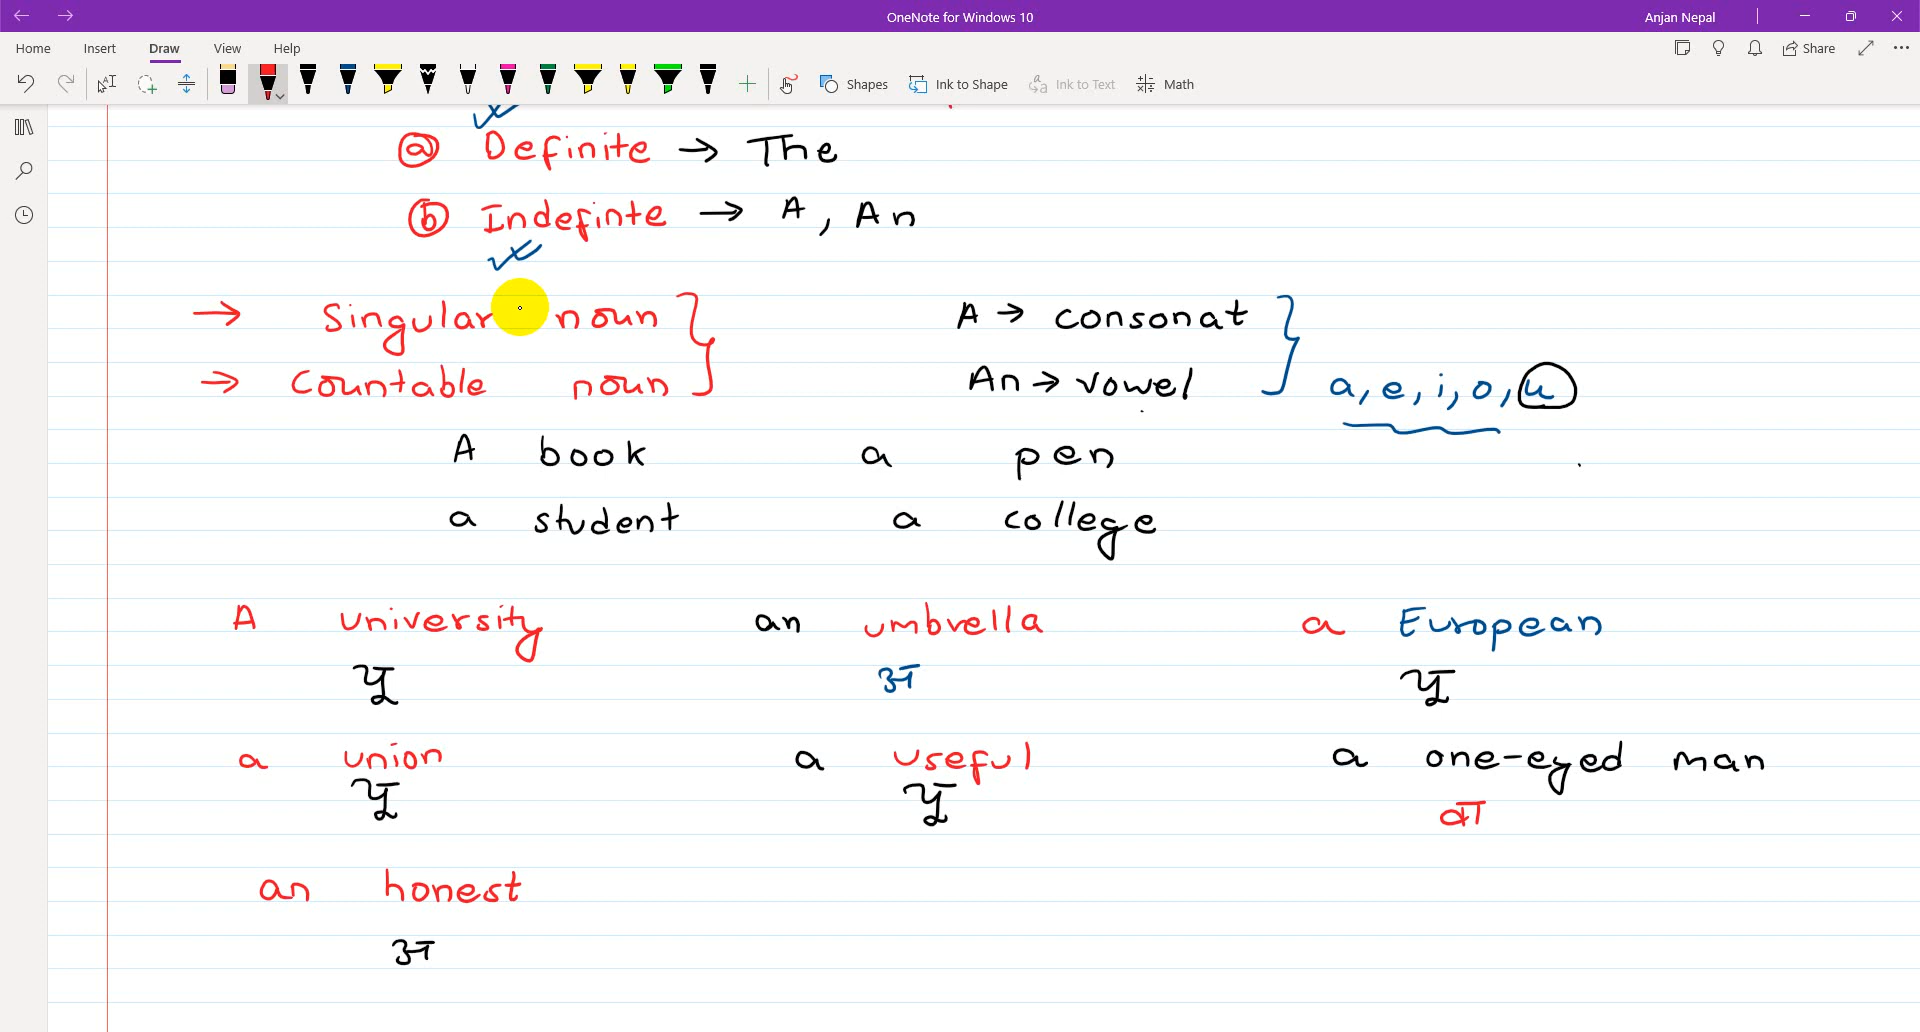 OneNote for Windows 10 Anjan Nepal
Home Insert Draw View Help Share
Shapes Ink to Shape Ink to Text Math
ⓐ Definite → The
ⓑ Indefinte → A, An
→ Singular noun A → consonat
→ Countable noun An → vowel a, e, i, o, u
A book a pen
a student a college
A university an umbrella a European
यु अ यु
a union a useful a one-eyed man
यु यु वा
an honest
अ